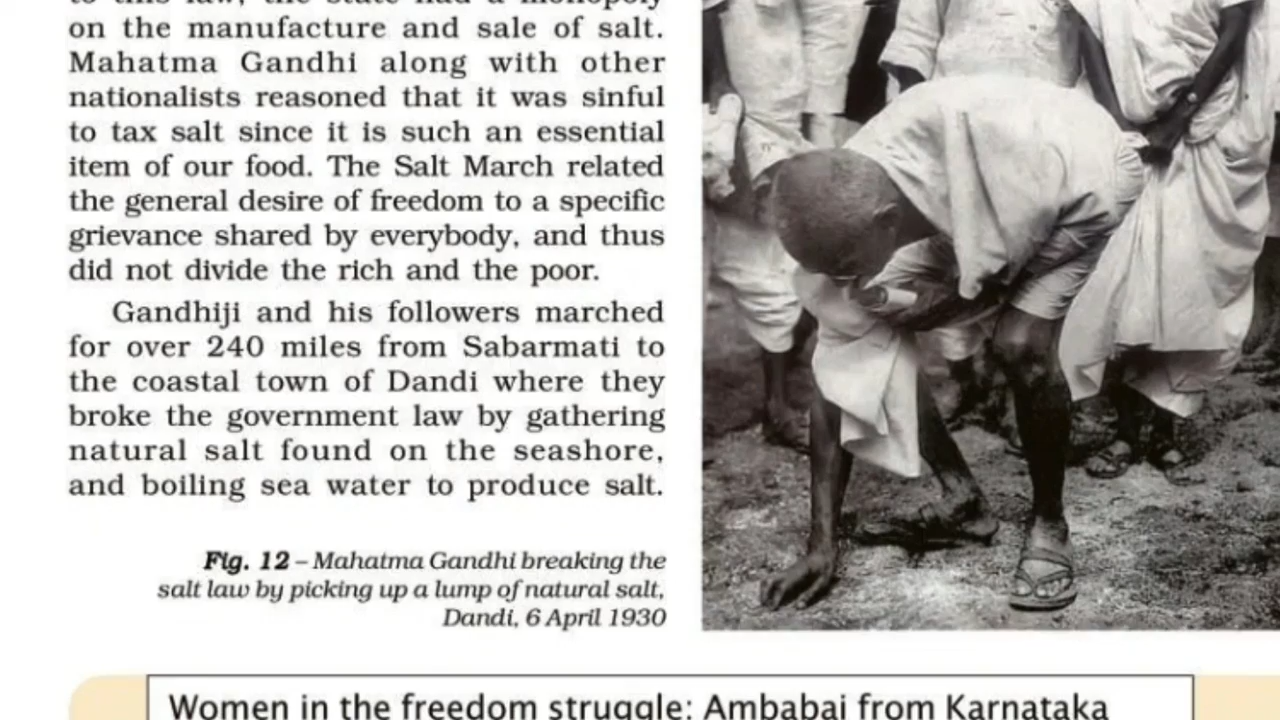 on the manufacture and sale of salt.
Mahatma Gandhi along with other
nationalists reasoned that it was sinful
to tax salt since it is such an essential
item of our food. The Salt March related
the general desire of freedom to a specific
grievance shared by everybody, and thus
did not divide the rich and the poor.
Gandhiji and his followers marched
for over 240 miles from Sabarmati to
the coastal town of Dandi where they
broke the government law by gathering
natural salt found on the seashore,
and boiling sea water to produce salt.
Fig. 12 – Mahatma Gandhi breaking the
salt law by picking up a lump of natural salt,
Dandi, 6 April 1930
Women in the freedom struggle: Ambabai from Karnataka